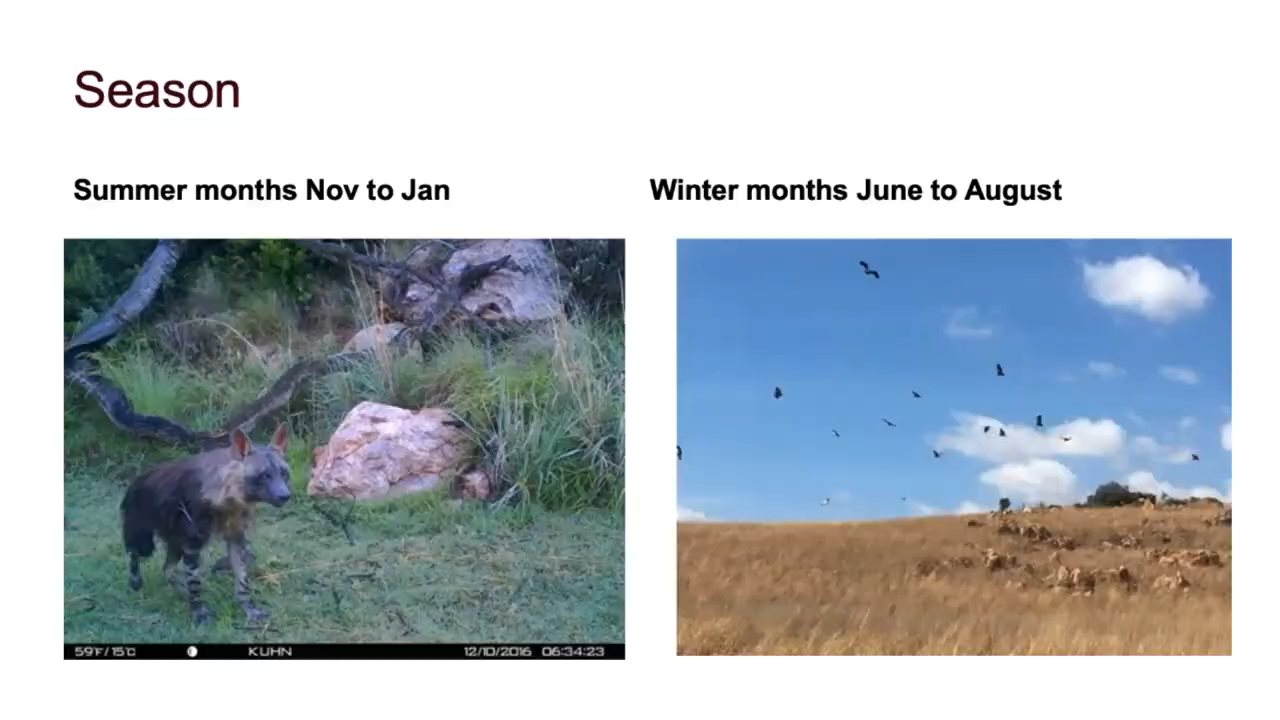 Season
Summer months Nov to Jan
Winter months June to August
59°F/15°C KUHN 12/10/2016 06:34:23